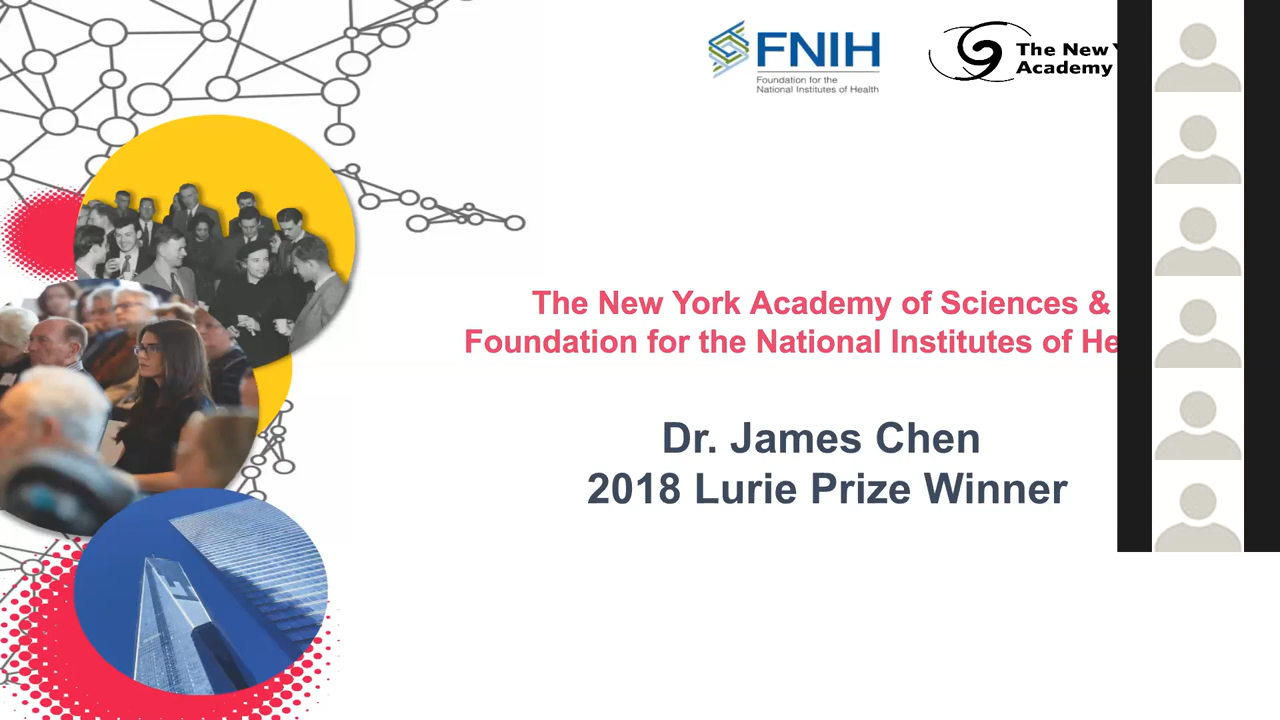 FNIH
Foundation for the
National Institutes of Health
The New
Academy
The New York Academy of Sciences &
Foundation for the National Institutes of He
Dr. James Chen
2018 Lurie Prize Winner